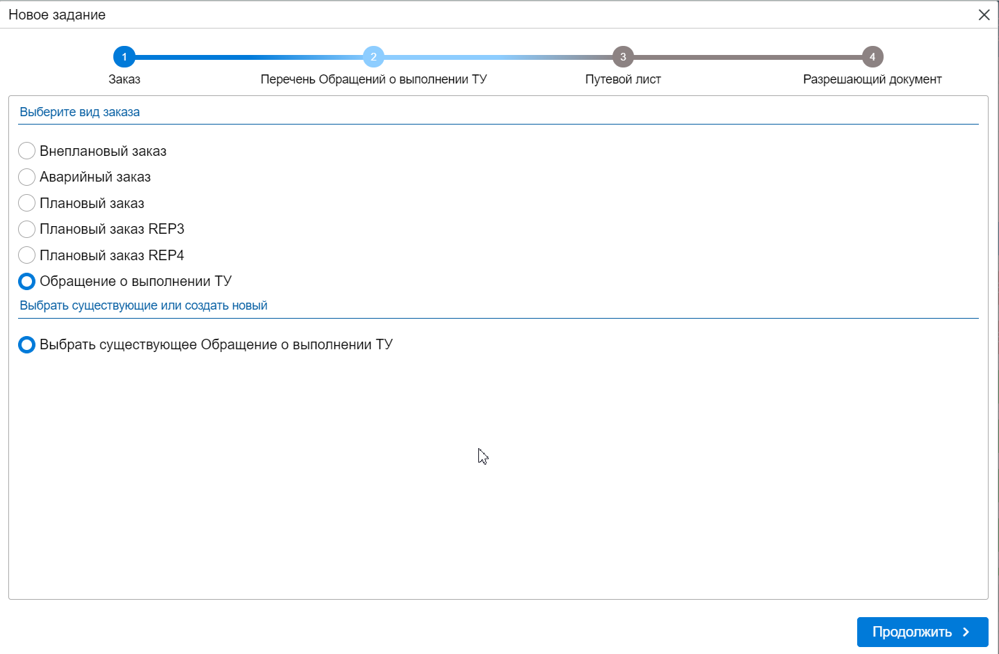 Новое задание
1
2
3
4
Заказ
Перечень Обращений о выполнении ТУ
Путевой лист
Разрешающий документ
Выберите вид заказа
Внеплановый заказ
Аварийный заказ
Плановый заказ
Плановый заказ REP3
Плановый заказ REP4
Обращение о выполнении ТУ
Выбрать существующие или создать новый
Выбрать существующее Обращение о выполнении ТУ
Продолжить